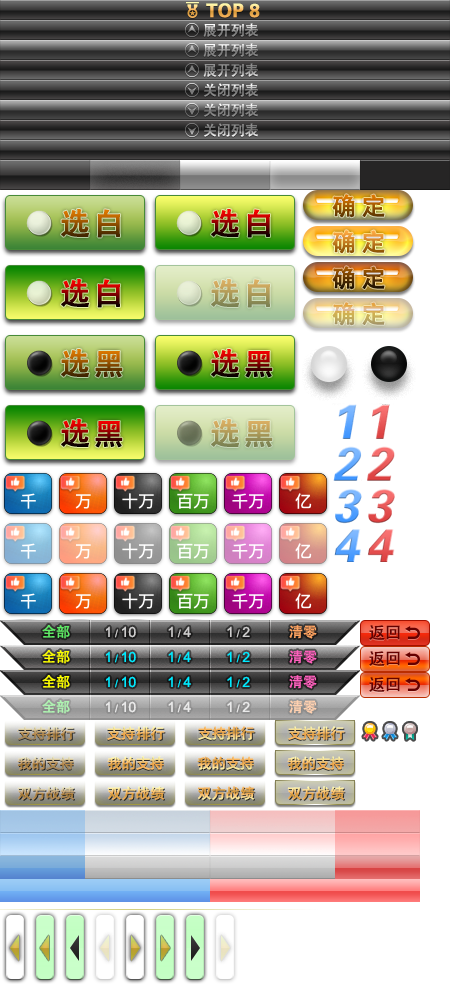 TOP 8
展开列表
展开列表
展开列表
关闭列表
关闭列表
关闭列表
选白 选白 确定
确定
选白 选白 确定
确定
选黑 选黑
选黑 选黑
1 1
2 2
3 3
4 4
千 万 十万 百万 千万 亿
千 万 十万 百万 千万 亿
千 万 十万 百万 千万 亿
全部 1/10 1/4 1/2 清零 返回
全部 1/10 1/4 1/2 清零 返回
全部 1/10 1/4 1/2 清零 返回
全部 1/10 1/4 1/2 清零
支持排行 支持排行 支持排行 支持排行
我的支持 我的支持 我的支持 我的支持
双方战绩 双方战绩 双方战绩 双方战绩